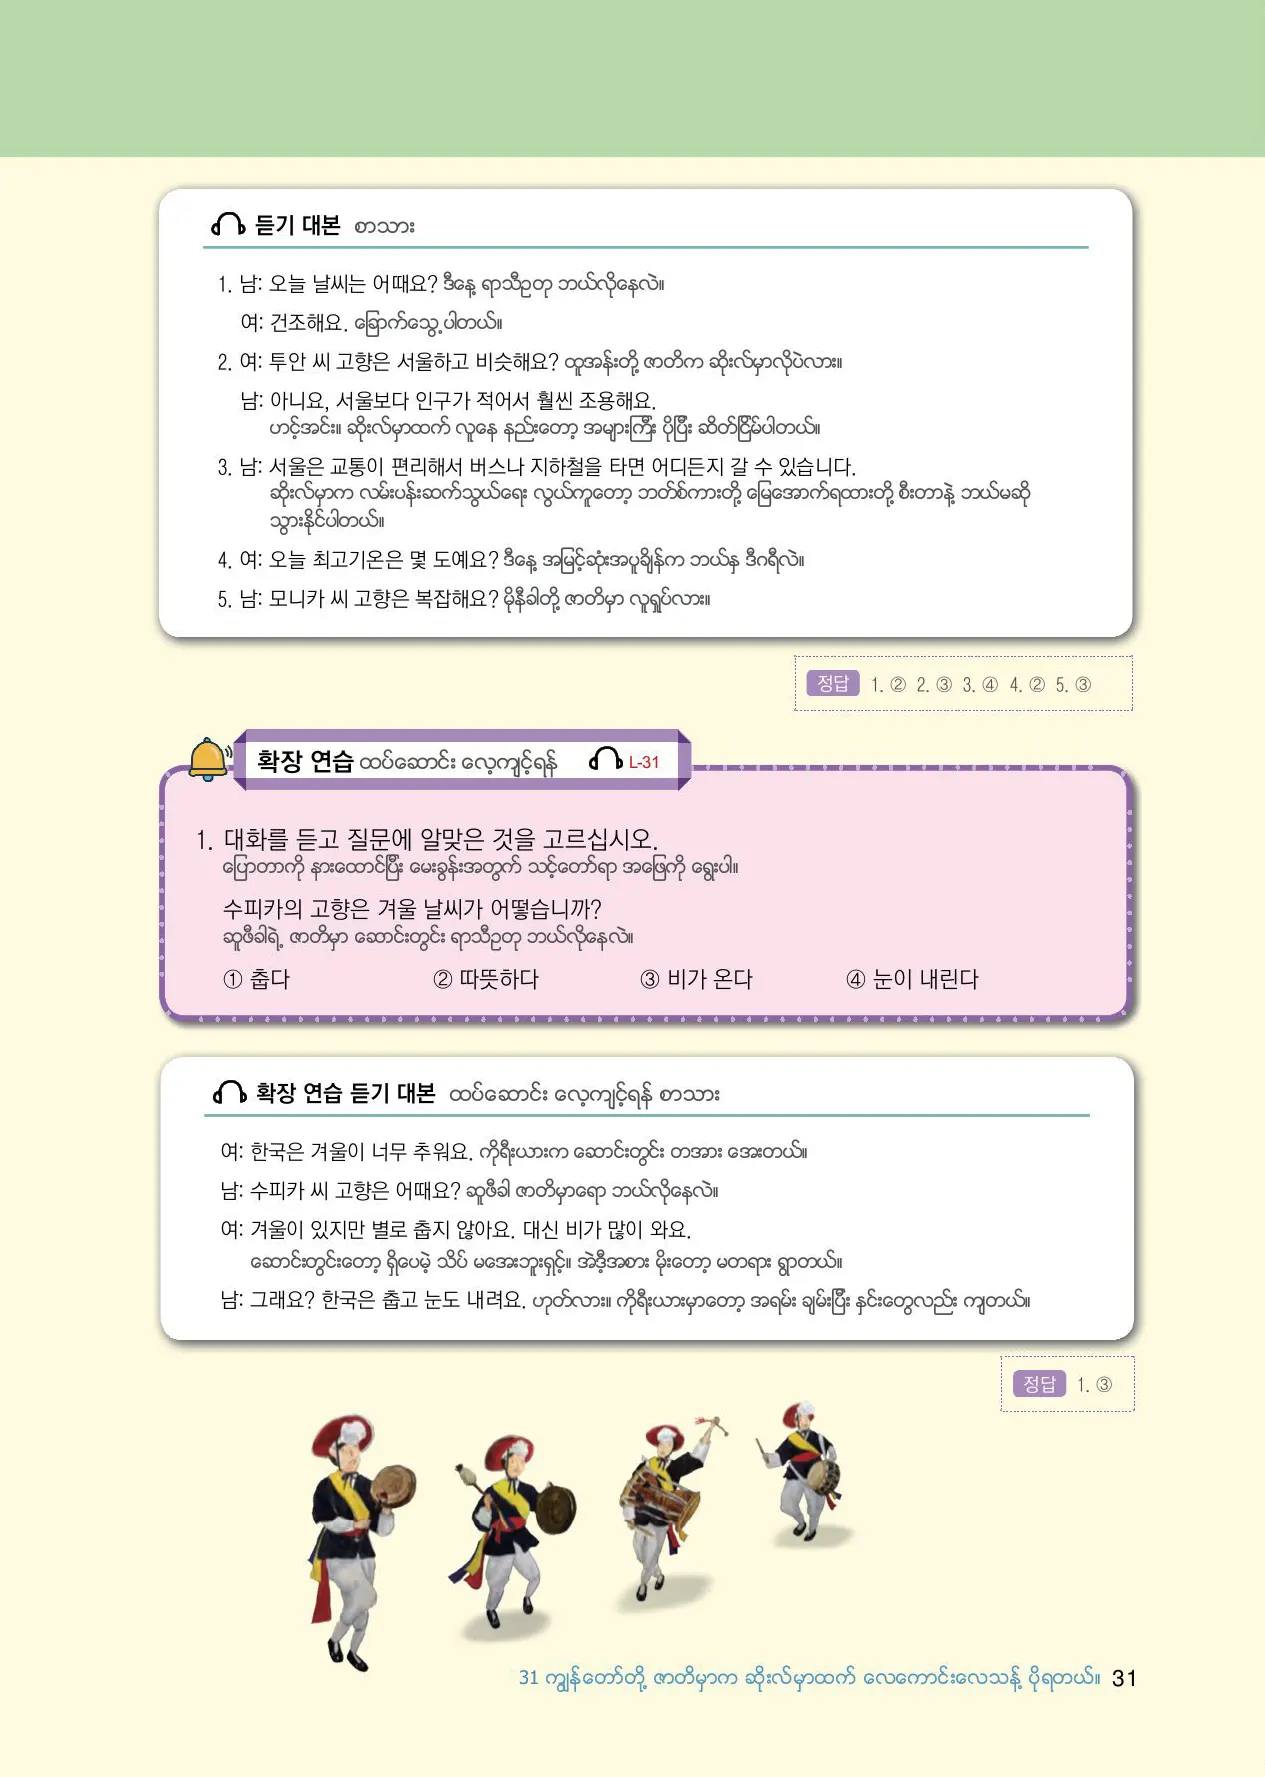 듣기 대본 စာသား
1. 남: 오늘 날씨는 어때요? ဒီနေ့ ရာသီဥတု ဘယ်လိုနေလဲ။
여: 건조해요. ခြောက်သွေ့ပါတယ်။
2. 여: 투안 씨 고향은 서울하고 비슷해요? ထူအန်းတို့ ဇာတိက ဆိုးလ်မှာလိုပဲလား။
남: 아니요, 서울보다 인구가 적어서 훨씬 조용해요.
ဟင့်အင်း။ ဆိုးလ်မှာထက် လူနေ နည်းတော့ အများကြီး ပိုပြီး ဆိတ်ငြိမ်ပါတယ်။
3. 남: 서울은 교통이 편리해서 버스나 지하철을 타면 어디든지 갈 수 있습니다.
ဆိုးလ်မှာက လမ်းပန်းဆက်သွယ်ရေး လွယ်ကူတော့ ဘတ်စ်ကားတို့ မြေအောက်ရထားတို့ စီးတာနဲ့ ဘယ်မဆို
သွားနိုင်ပါတယ်။
4. 여: 오늘 최고기온은 몇 도예요? ဒီနေ့ အမြင့်ဆုံးအပူချိန်က ဘယ်နှ ဒီဂရီလဲ။
5. 남: 모니카 씨 고향은 복잡해요? မိုနီခါတို့ ဇာတိမှာ လူရှုပ်လား။
정답 1. ② 2. ③ 3. ④ 4. ② 5. ③
확장 연습 ထပ်ဆောင်း လေ့ကျင့်ရန် L-31
1. 대화를 듣고 질문에 알맞은 것을 고르십시오.
ပြောတာကို နားထောင်ပြီး မေးခွန်းအတွက် သင့်တော်ရာ အဖြေကို ရွေးပါ။
수피카의 고향은 겨울 날씨가 어떻습니까?
ဆူဖီခါရဲ့ ဇာတိမှာ ဆောင်းတွင်း ရာသီဥတု ဘယ်လိုနေလဲ။
① 춥다 ② 따뜻하다 ③ 비가 온다 ④ 눈이 내린다
확장 연습 듣기 대본 ထပ်ဆောင်း လေ့ကျင့်ရန် စာသား
여: 한국은 겨울이 너무 추워요. ကိုရီးယားက ဆောင်းတွင်း တအား အေးတယ်။
남: 수피카 씨 고향은 어때요? ဆူဖီခါ ဇာတိမှာရော ဘယ်လိုနေလဲ။
여: 겨울이 있지만 별로 춥지 않아요. 대신 비가 많이 와요.
ဆောင်းတွင်းတော့ ရှိပေမဲ့ သိပ် မအေးဘူးရှင့်။ အဲဒီ့အစား မိုးတော့ မတရား ရွာတယ်။
남: 그래요? 한국은 춥고 눈도 내려요. ဟုတ်လား။ ကိုရီးယားမှာတော့ အရမ်း ချမ်းပြီး နှင်းတွေလည်း ကျတယ်။
정답 1. ③
31 ကျွန်တော်တို့ ဇာတိမှာက ဆိုးလ်မှာထက် လေကောင်းလေသန့် ပိုရတယ်။ 31